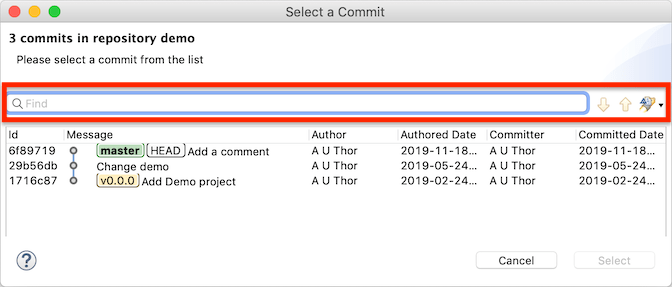 Select a Commit
3 commits in repository demo
Please select a commit from the list
Find
Id Message Author Authored Date Committer Committed Date
6f89719 master HEAD Add a comment A U Thor 2019-11-18... A U Thor 2019-11-18...
29b56db Change demo A U Thor 2019-05-24... A U Thor 2019-05-24...
1716c87 v0.0.0 Add Demo project A U Thor 2019-02-24... A U Thor 2019-02-24...
? Cancel Select